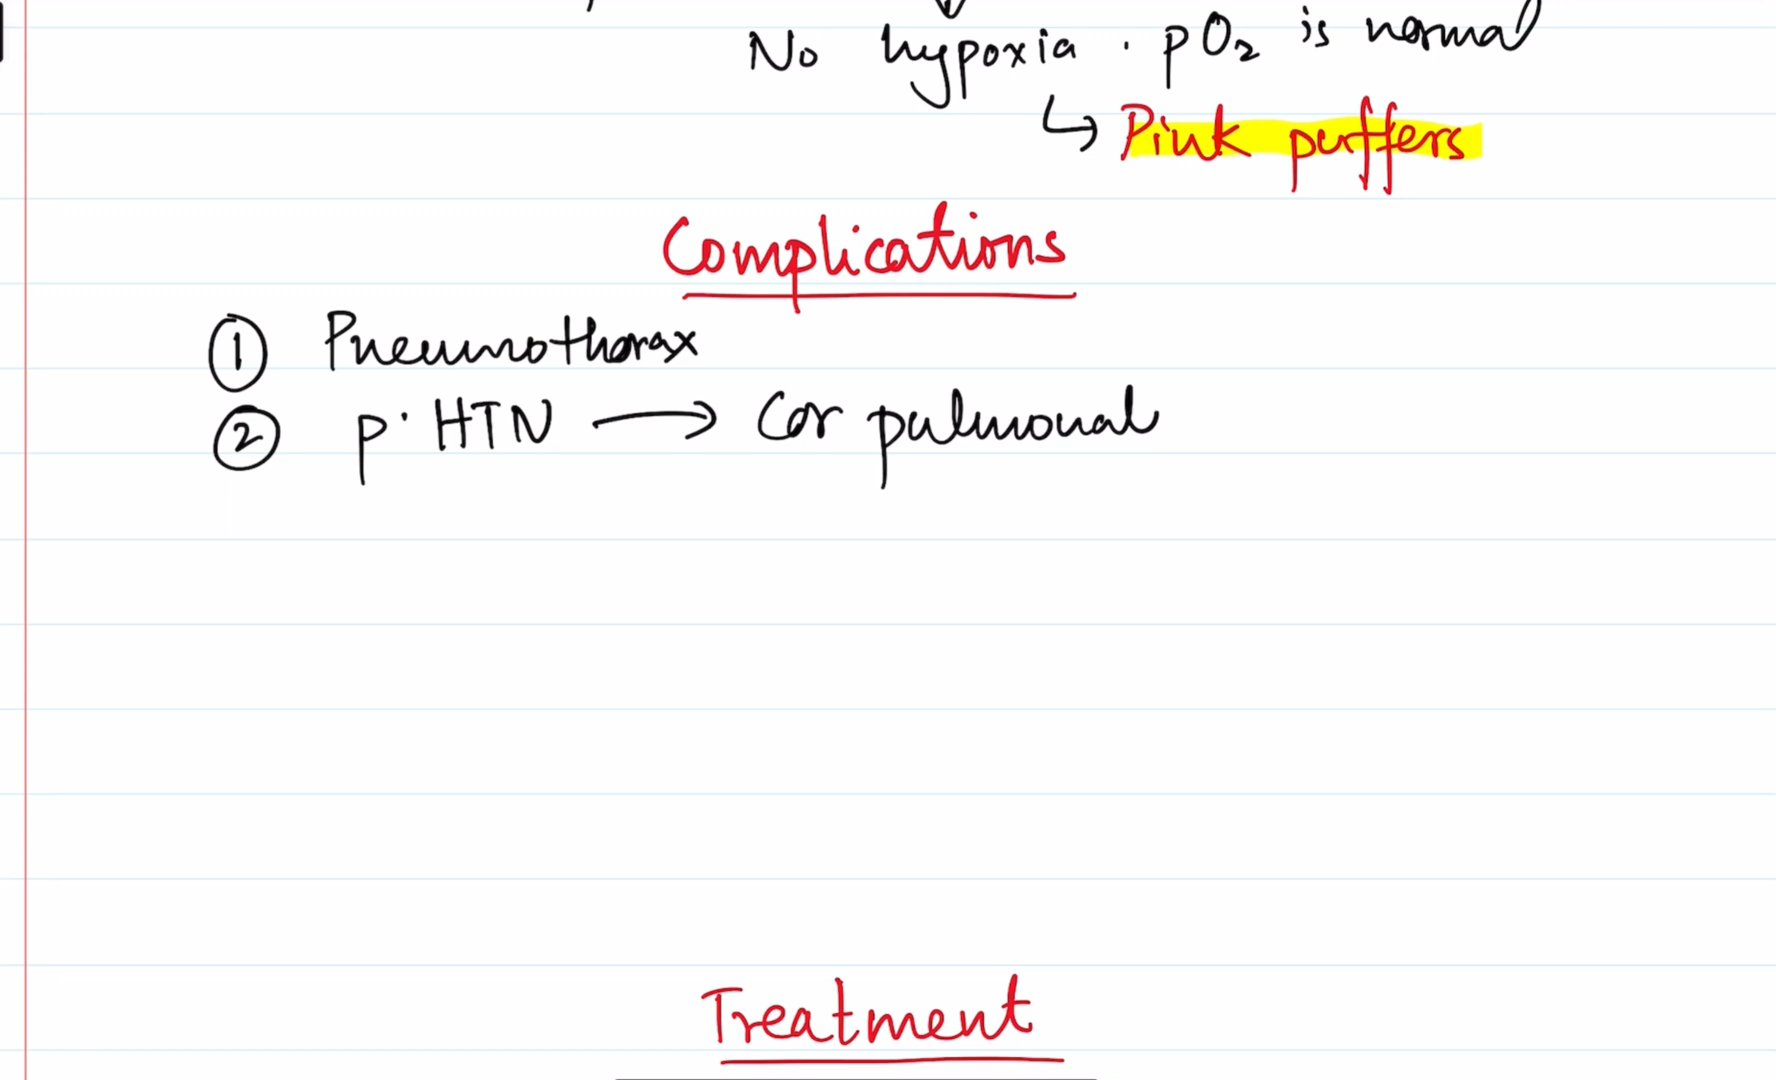 No hypoxia . pO₂ is normal
↳ Pink puffers
Complications
① Pneumothorax
② p. HTN → Cor pulmonal
Treatment